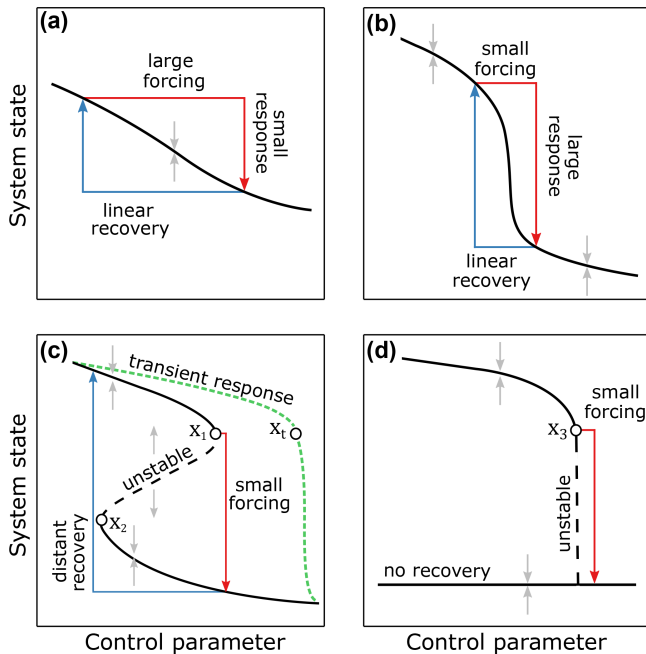 (a)
large
forcing
small
response
linear
recovery
System state
(b)
small
forcing
large
response
linear
recovery
(c)
transient response
X1
Xt
unstable
small
forcing
X2
distant
recovery
System state
Control parameter
(d)
small
forcing
X3
unstable
no recovery
Control parameter